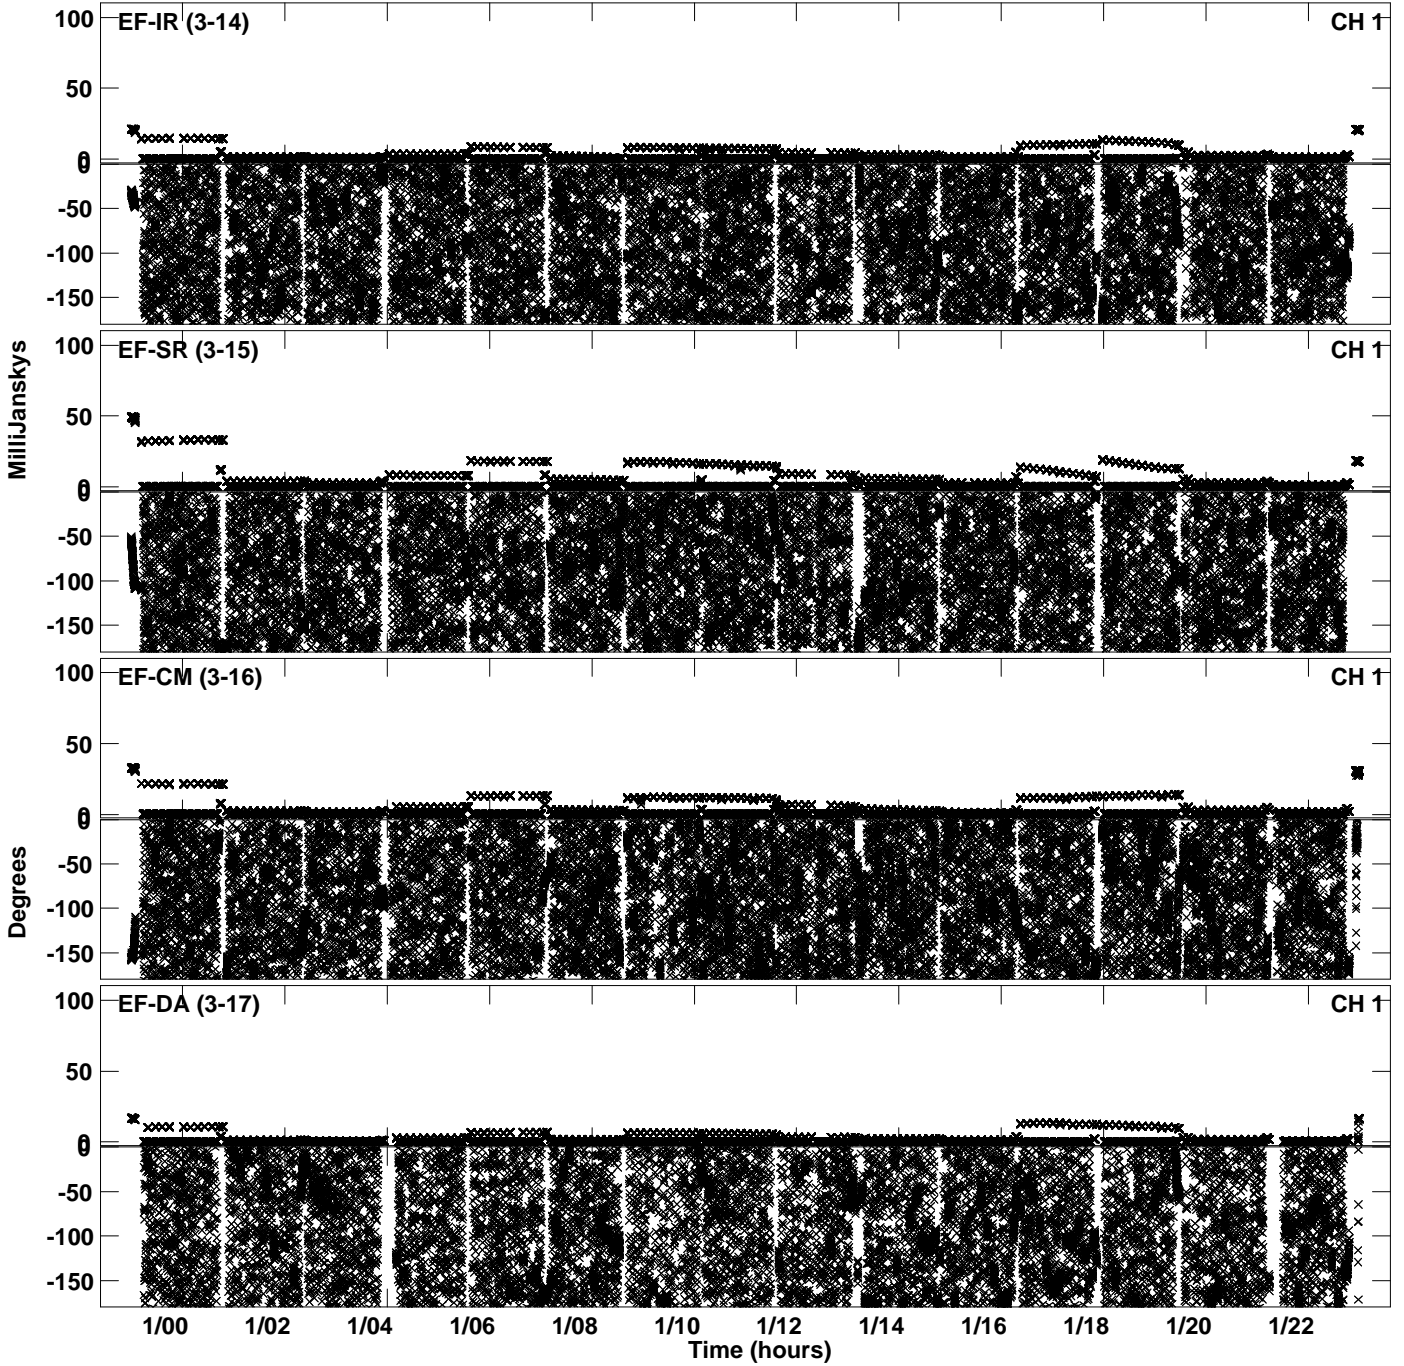 EF-IR (3-14)
CH 1
100
50
0
0
-50
-100
-150
EF-SR (3-15)
CH 1
100
50
0
0
-50
-100
-150
MilliJanskys
EF-CM (3-16)
CH 1
100
50
0
0
-50
-100
-150
Degrees
EF-DA (3-17)
CH 1
100
50
0
0
-50
-100
-150
1/00 1/02 1/04 1/06 1/08 1/10 1/12 1/14 1/16 1/18 1/20 1/22
Time (hours)